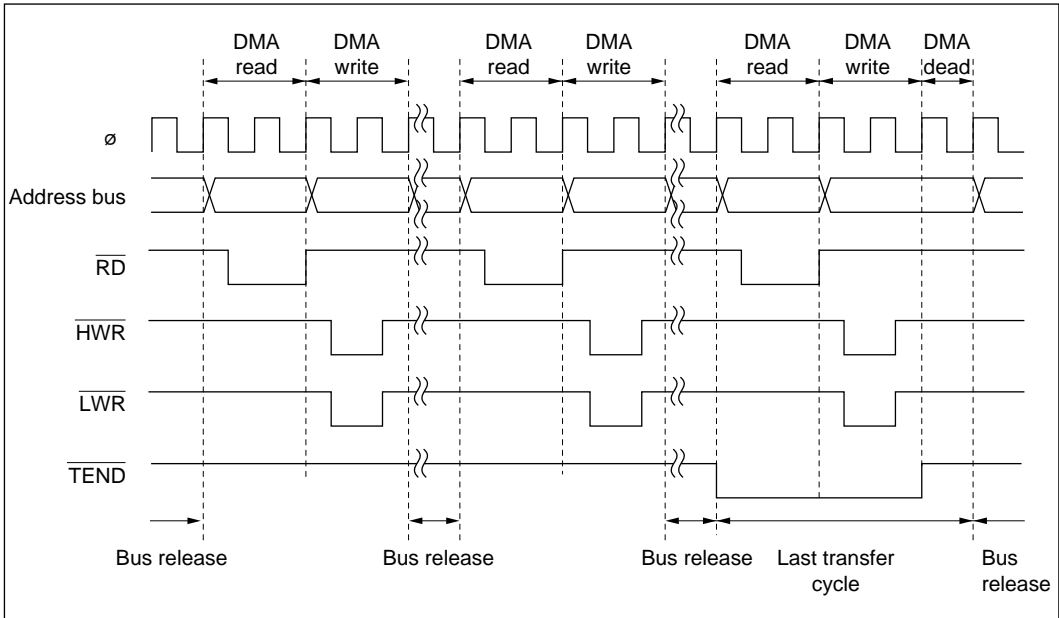 DMA read
DMA write
DMA read
DMA write
DMA read
DMA write
DMA dead
ø
Address bus
RD
HWR
LWR
TEND
Bus release
Bus release
Bus release
Last transfer cycle
Bus release